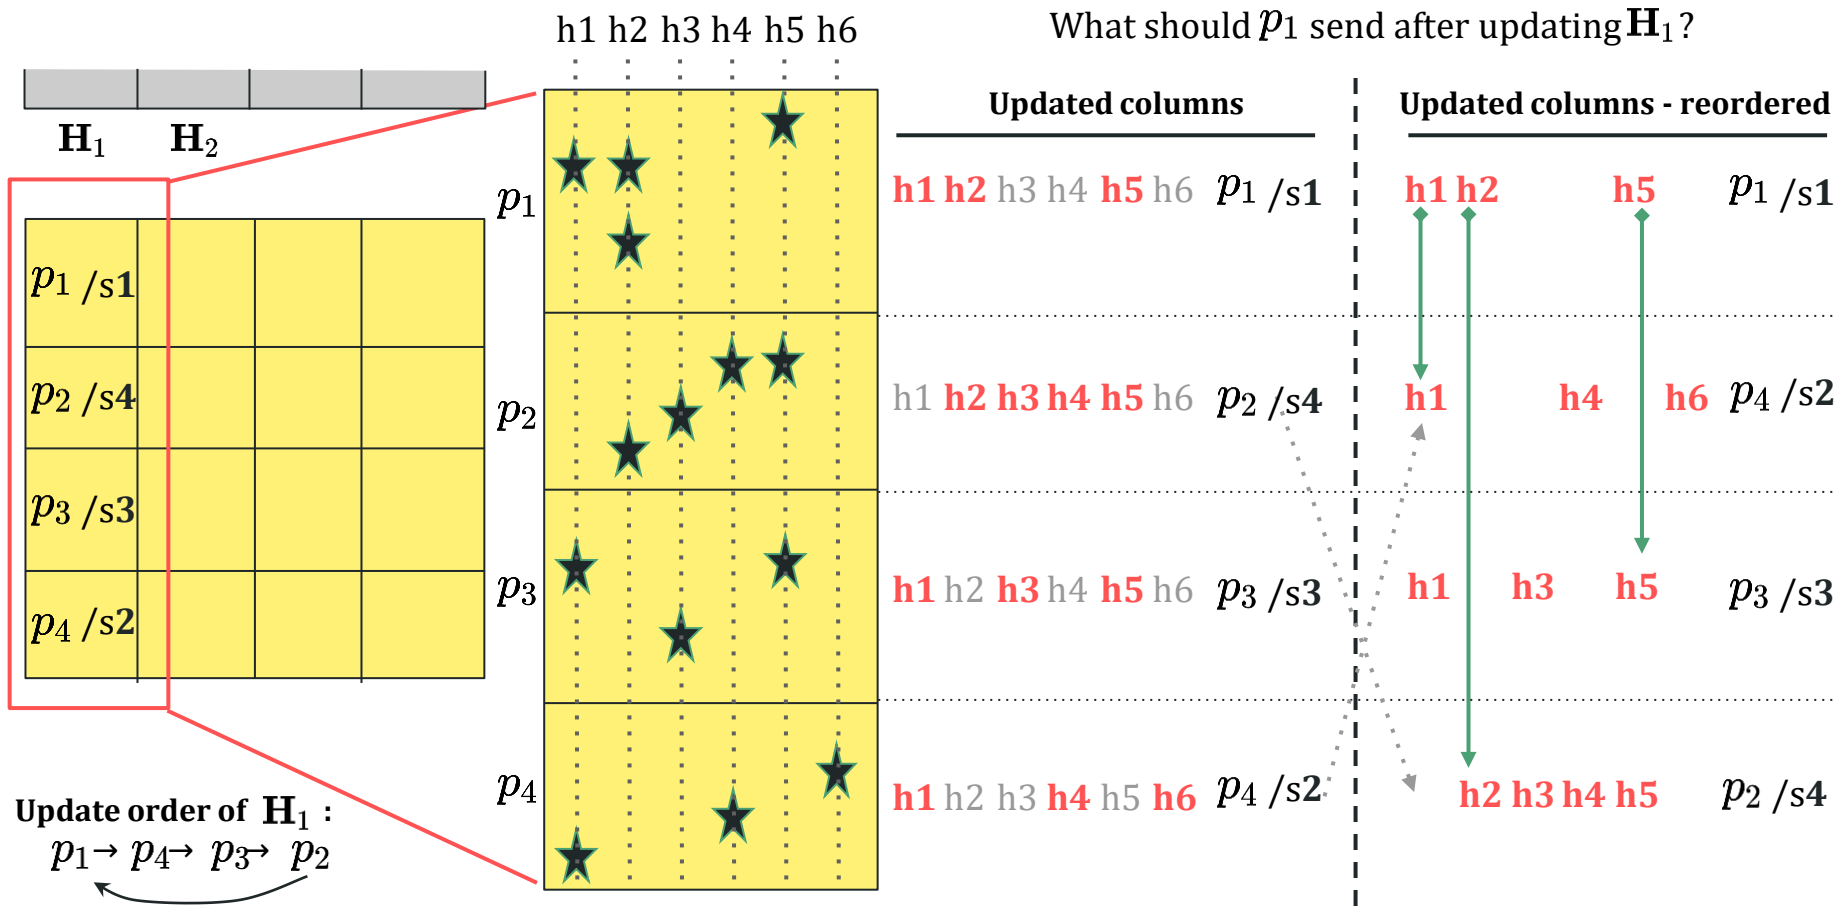 What should p₁ send after updating H₁?
h1 h2 h3 h4 h5 h6
Updated columns
Updated columns - reordered
H₁ H₂
p₁ /s1
p₂ /s4
p₃ /s3
p₄ /s2
p₁
p₂
p₃
p₄
h1 h2 h3 h4 h5 h6 p₁ /s1
h1 h2 h3 h4 h5 h6 p₂ /s4
h1 h2 h3 h4 h5 h6 p₃ /s3
h1 h2 h3 h4 h5 h6 p₄ /s2
h1 h2 h5 p₁ /s1
h1 h4 h6 p₄ /s2
h1 h3 h5 p₃ /s3
h2 h3 h4 h5 p₂ /s4
Update order of H₁ :
p₁→ p₄→ p₃→ p₂